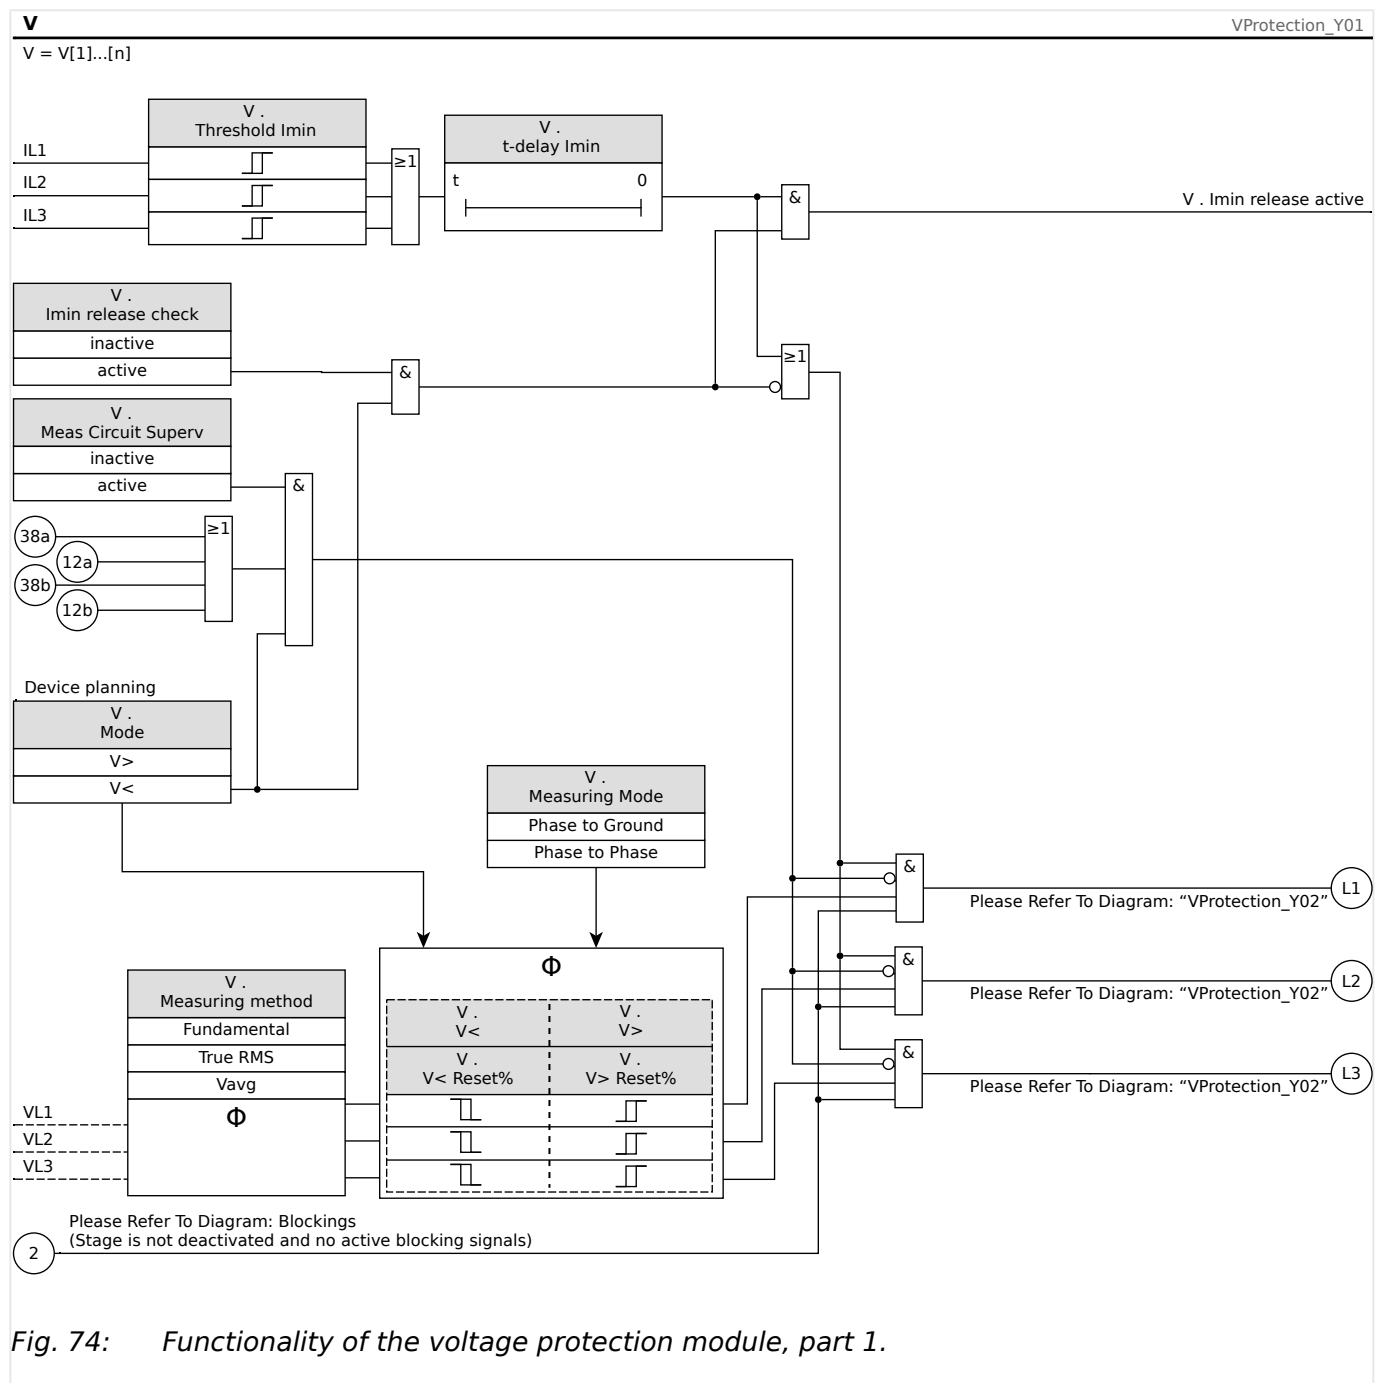 V
VProtection_Y01
V = V[1]...[n]
V .
Threshold Imin
IL1
IL2
IL3
≥1
V .
t-delay Imin
t 0
&
V . Imin release active
V .
Imin release check
inactive
active
&
≥1
V .
Meas Circuit Superv
inactive
active
&
38a
12a
38b
12b
≥1
Device planning
V .
Mode
V>
V<
V .
Measuring Mode
Phase to Ground
Phase to Phase
&
L1
Please Refer To Diagram: “VProtection_Y02”
&
L2
Please Refer To Diagram: “VProtection_Y02”
&
L3
Please Refer To Diagram: “VProtection_Y02”
V .
Measuring method
Fundamental
True RMS
Vavg
Φ
VL1
VL2
VL3
Φ
V .
V<
V .
V>
V .
V< Reset%
V .
V> Reset%
Please Refer To Diagram: Blockings
(Stage is not deactivated and no active blocking signals)
2
Fig. 74: Functionality of the voltage protection module, part 1.